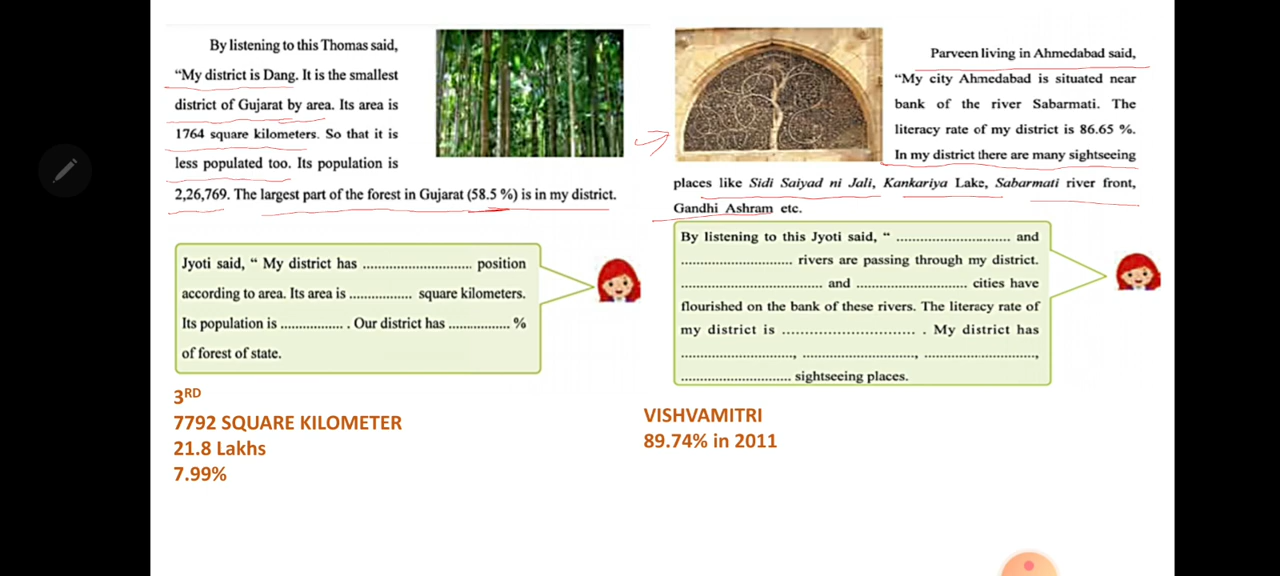 By listening to this Thomas said,
“My district is Dang. It is the smallest
district of Gujarat by area. Its area is
1764 square kilometers. So that it is
less populated too. Its population is
2,26,769. The largest part of the forest in Gujarat (58.5 %) is in my district.
Jyoti said, “ My district has .............................. position
according to area. Its area is ................. square kilometers.
Its population is ................. . Our district has ................. %
of forest of state.
3RD
7792 SQUARE KILOMETER
21.8 Lakhs
7.99%
Parveen living in Ahmedabad said,
“My city Ahmedabad is situated near
bank of the river Sabarmati. The
literacy rate of my district is 86.65 %.
In my district there are many sightseeing
places like Sidi Saiyad ni Jali, Kankariya Lake, Sabarmati river front,
Gandhi Ashram etc.
By listening to this Jyoti said, “ .............................. and
.............................. rivers are passing through my district.
.............................. and .............................. cities have
flourished on the bank of these rivers. The literacy rate of
my district is .............................. . My district has
.............................., .............................., ..............................,
.............................. sightseeing places.
VISHVAMITRI
89.74% in 2011